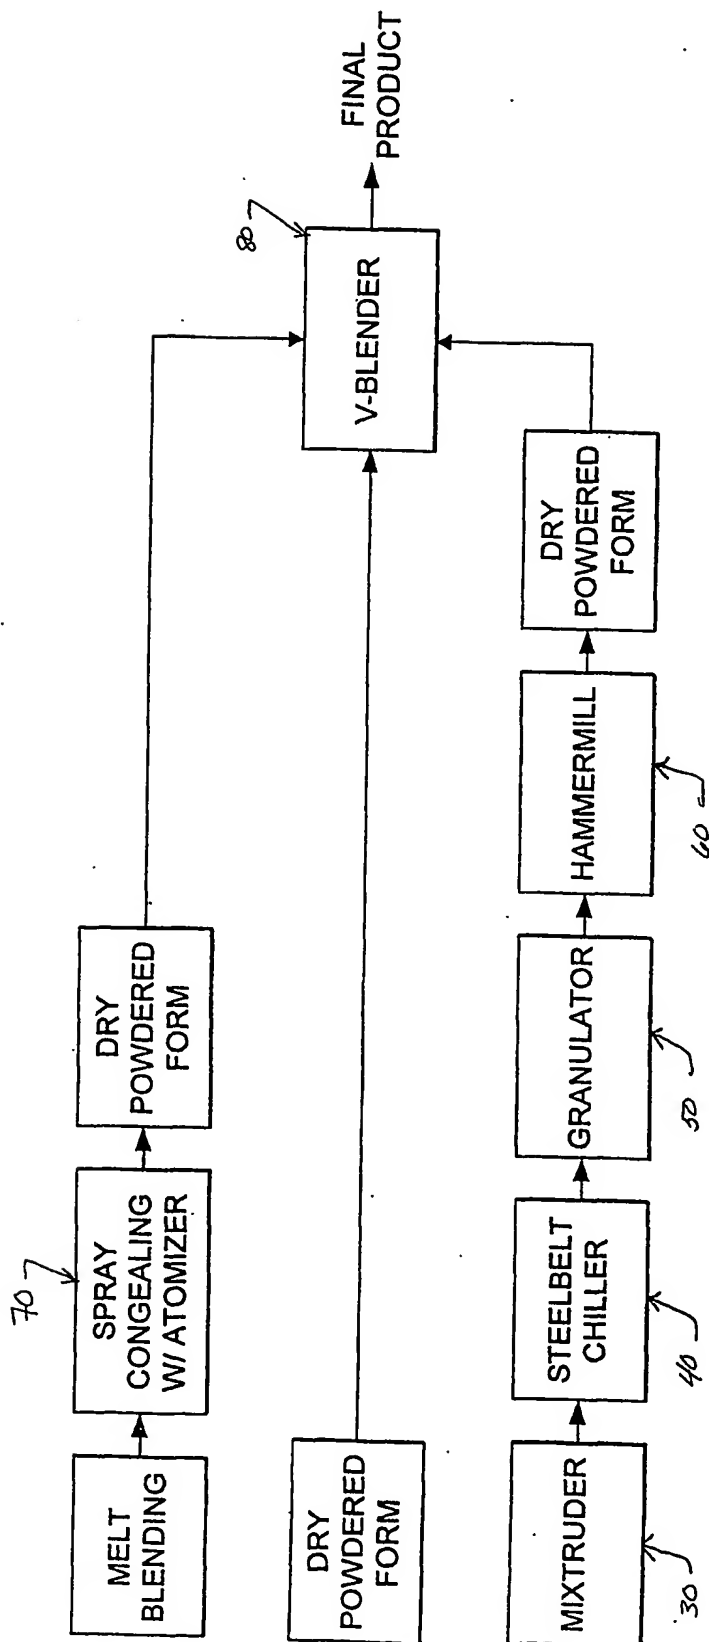 70
MELT
BLENDING
SPRAY
CONGEALING
W/ ATOMIZER
DRY
POWDERED
FORM
DRY
POWDERED
FORM
80
V-BLENDER
FINAL
PRODUCT
MIXTRUDER
STEELBELT
CHILLER
GRANULATOR
HAMMERMILL
DRY
POWDERED
FORM
30
40
50
60